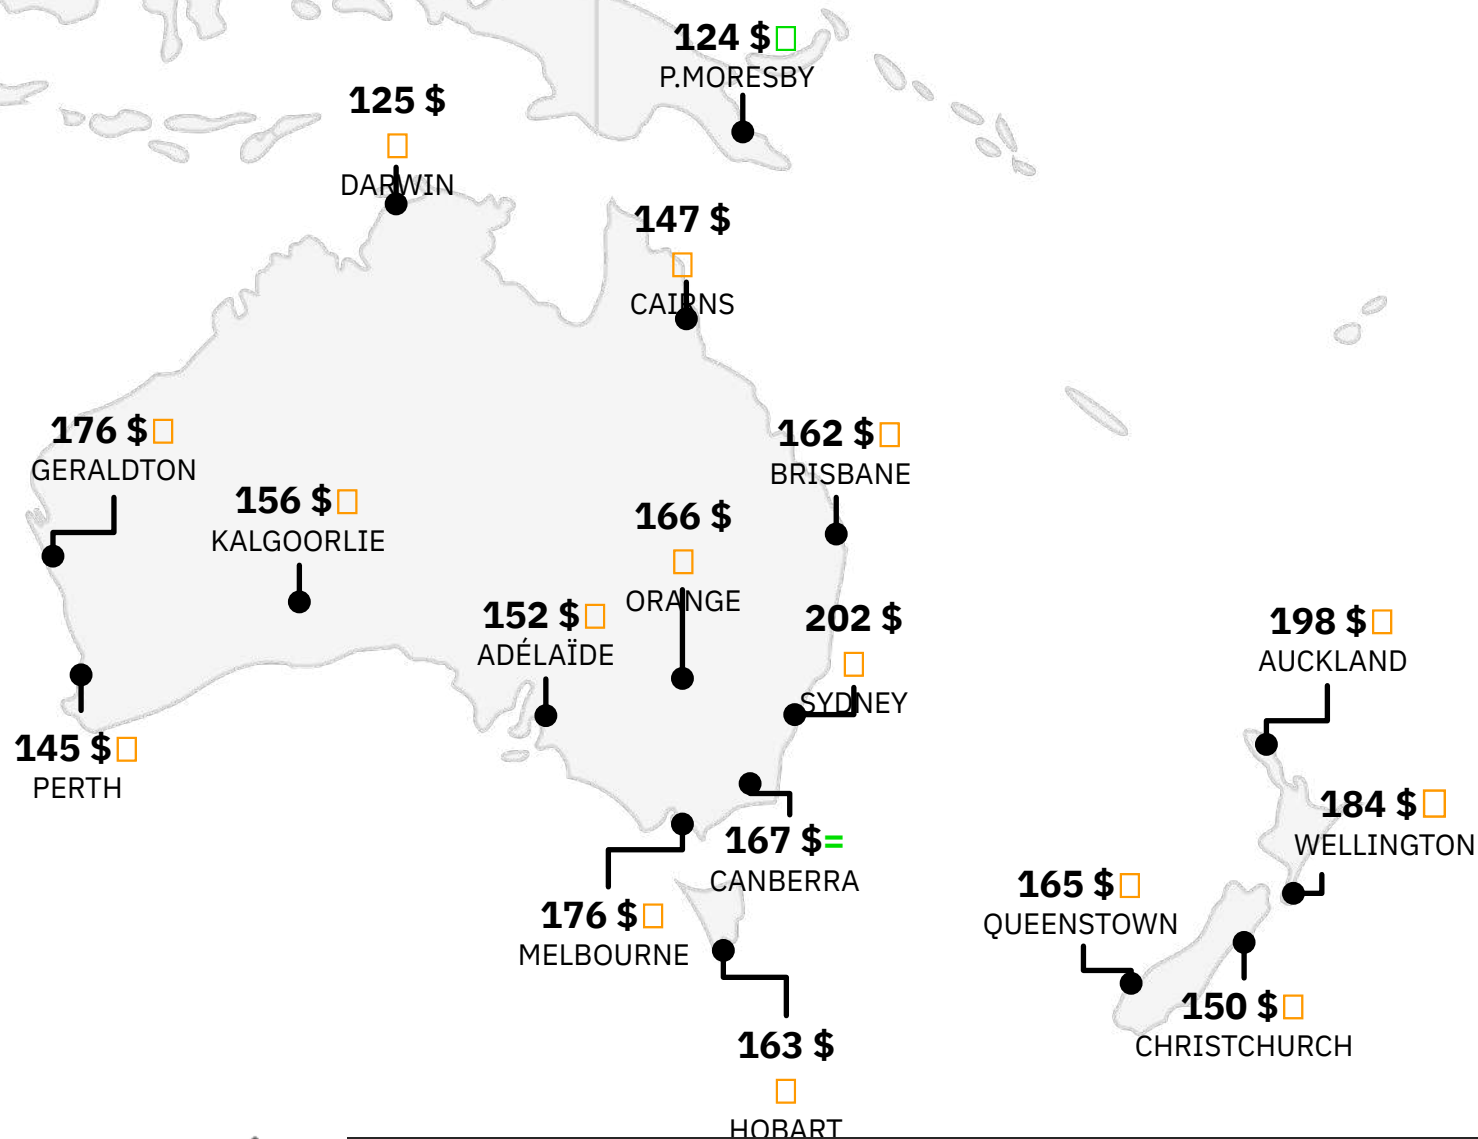 124 $
P.MORESBY
125 $
DARWIN
147 $
CAIRNS
176 $
GERALDTON
162 $
BRISBANE
156 $
KALGOORLIE
166 $
ORANGE
152 $
ADÉLAÏDE
202 $
SYDNEY
198 $
AUCKLAND
145 $
PERTH
184 $
WELLINGTON
167 $=
CANBERRA
165 $
QUEENSTOWN
176 $
MELBOURNE
150 $
CHRISTCHURCH
163 $
HOBART